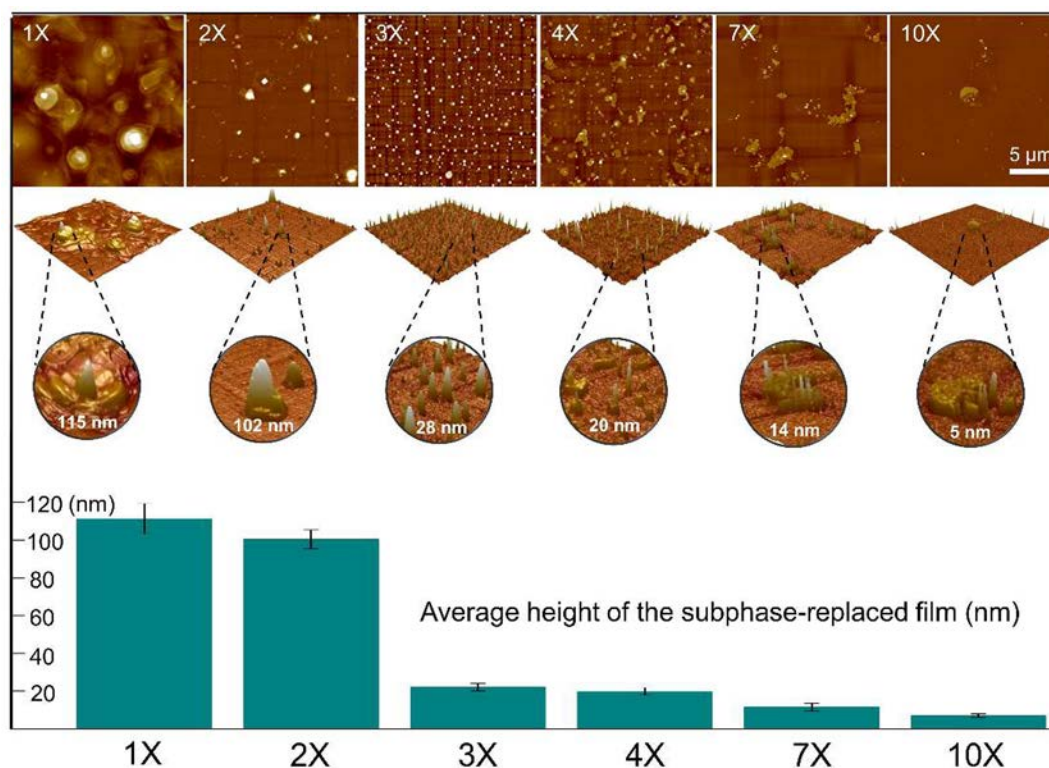 1X 2X 3X 4X 7X 10X
5 µm
115 nm 102 nm 28 nm 20 nm 14 nm 5 nm
120 (nm)
100
80
60
Average height of the subphase-replaced film (nm)
40
20
1X 2X 3X 4X 7X 10X